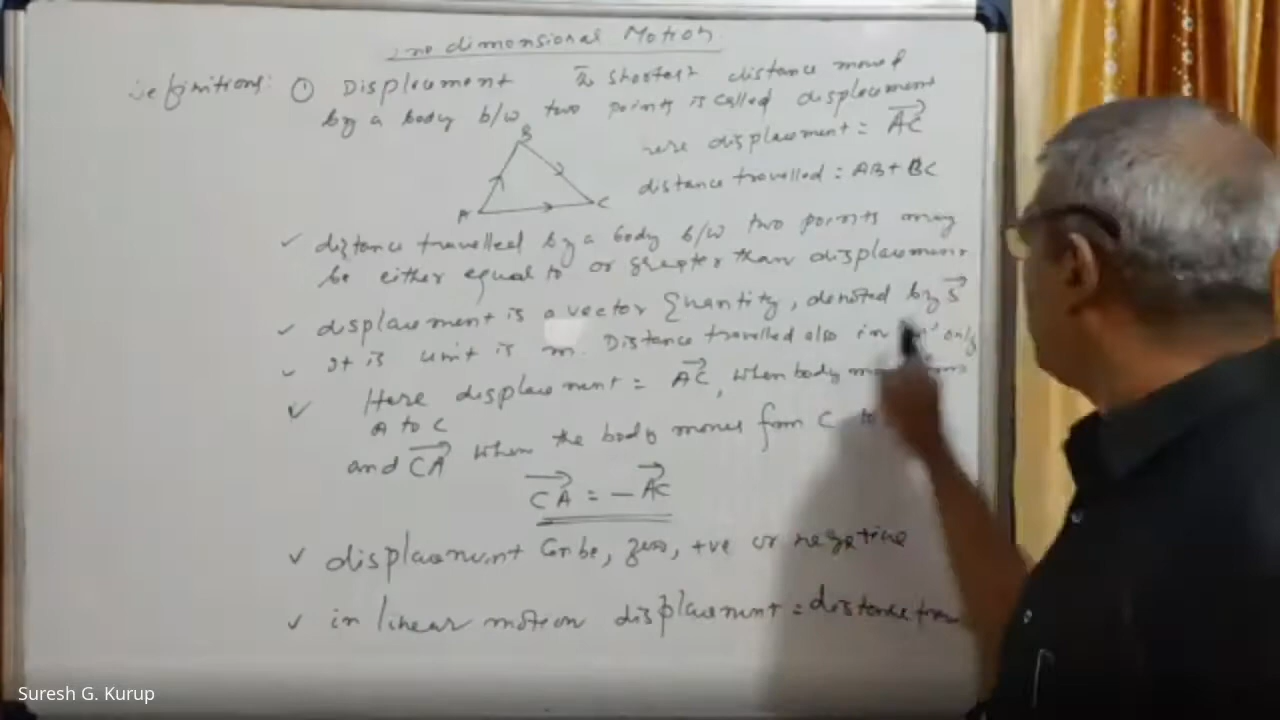 One dimensional Motion
Definitions: ① Displacement is shortest distance moved
by a body b/w two points is called displacement
B
A
C
Here displacement = AC
distance travelled = AB + BC
✓ distance travelled by a body b/w two points may
be either equal to or greater than displacement
✓ displacement is a vector Quantity, denoted by S
✓ It is unit is m. Distance travelled also in 'm' only
✓ Here displacement = AC, when body
A to C
and CA when the body moves from C to
CA = - AC
✓ displacement can be, zero, +ve or negative
✓ in linear motion displacement = distance trav
Suresh G. Kurup